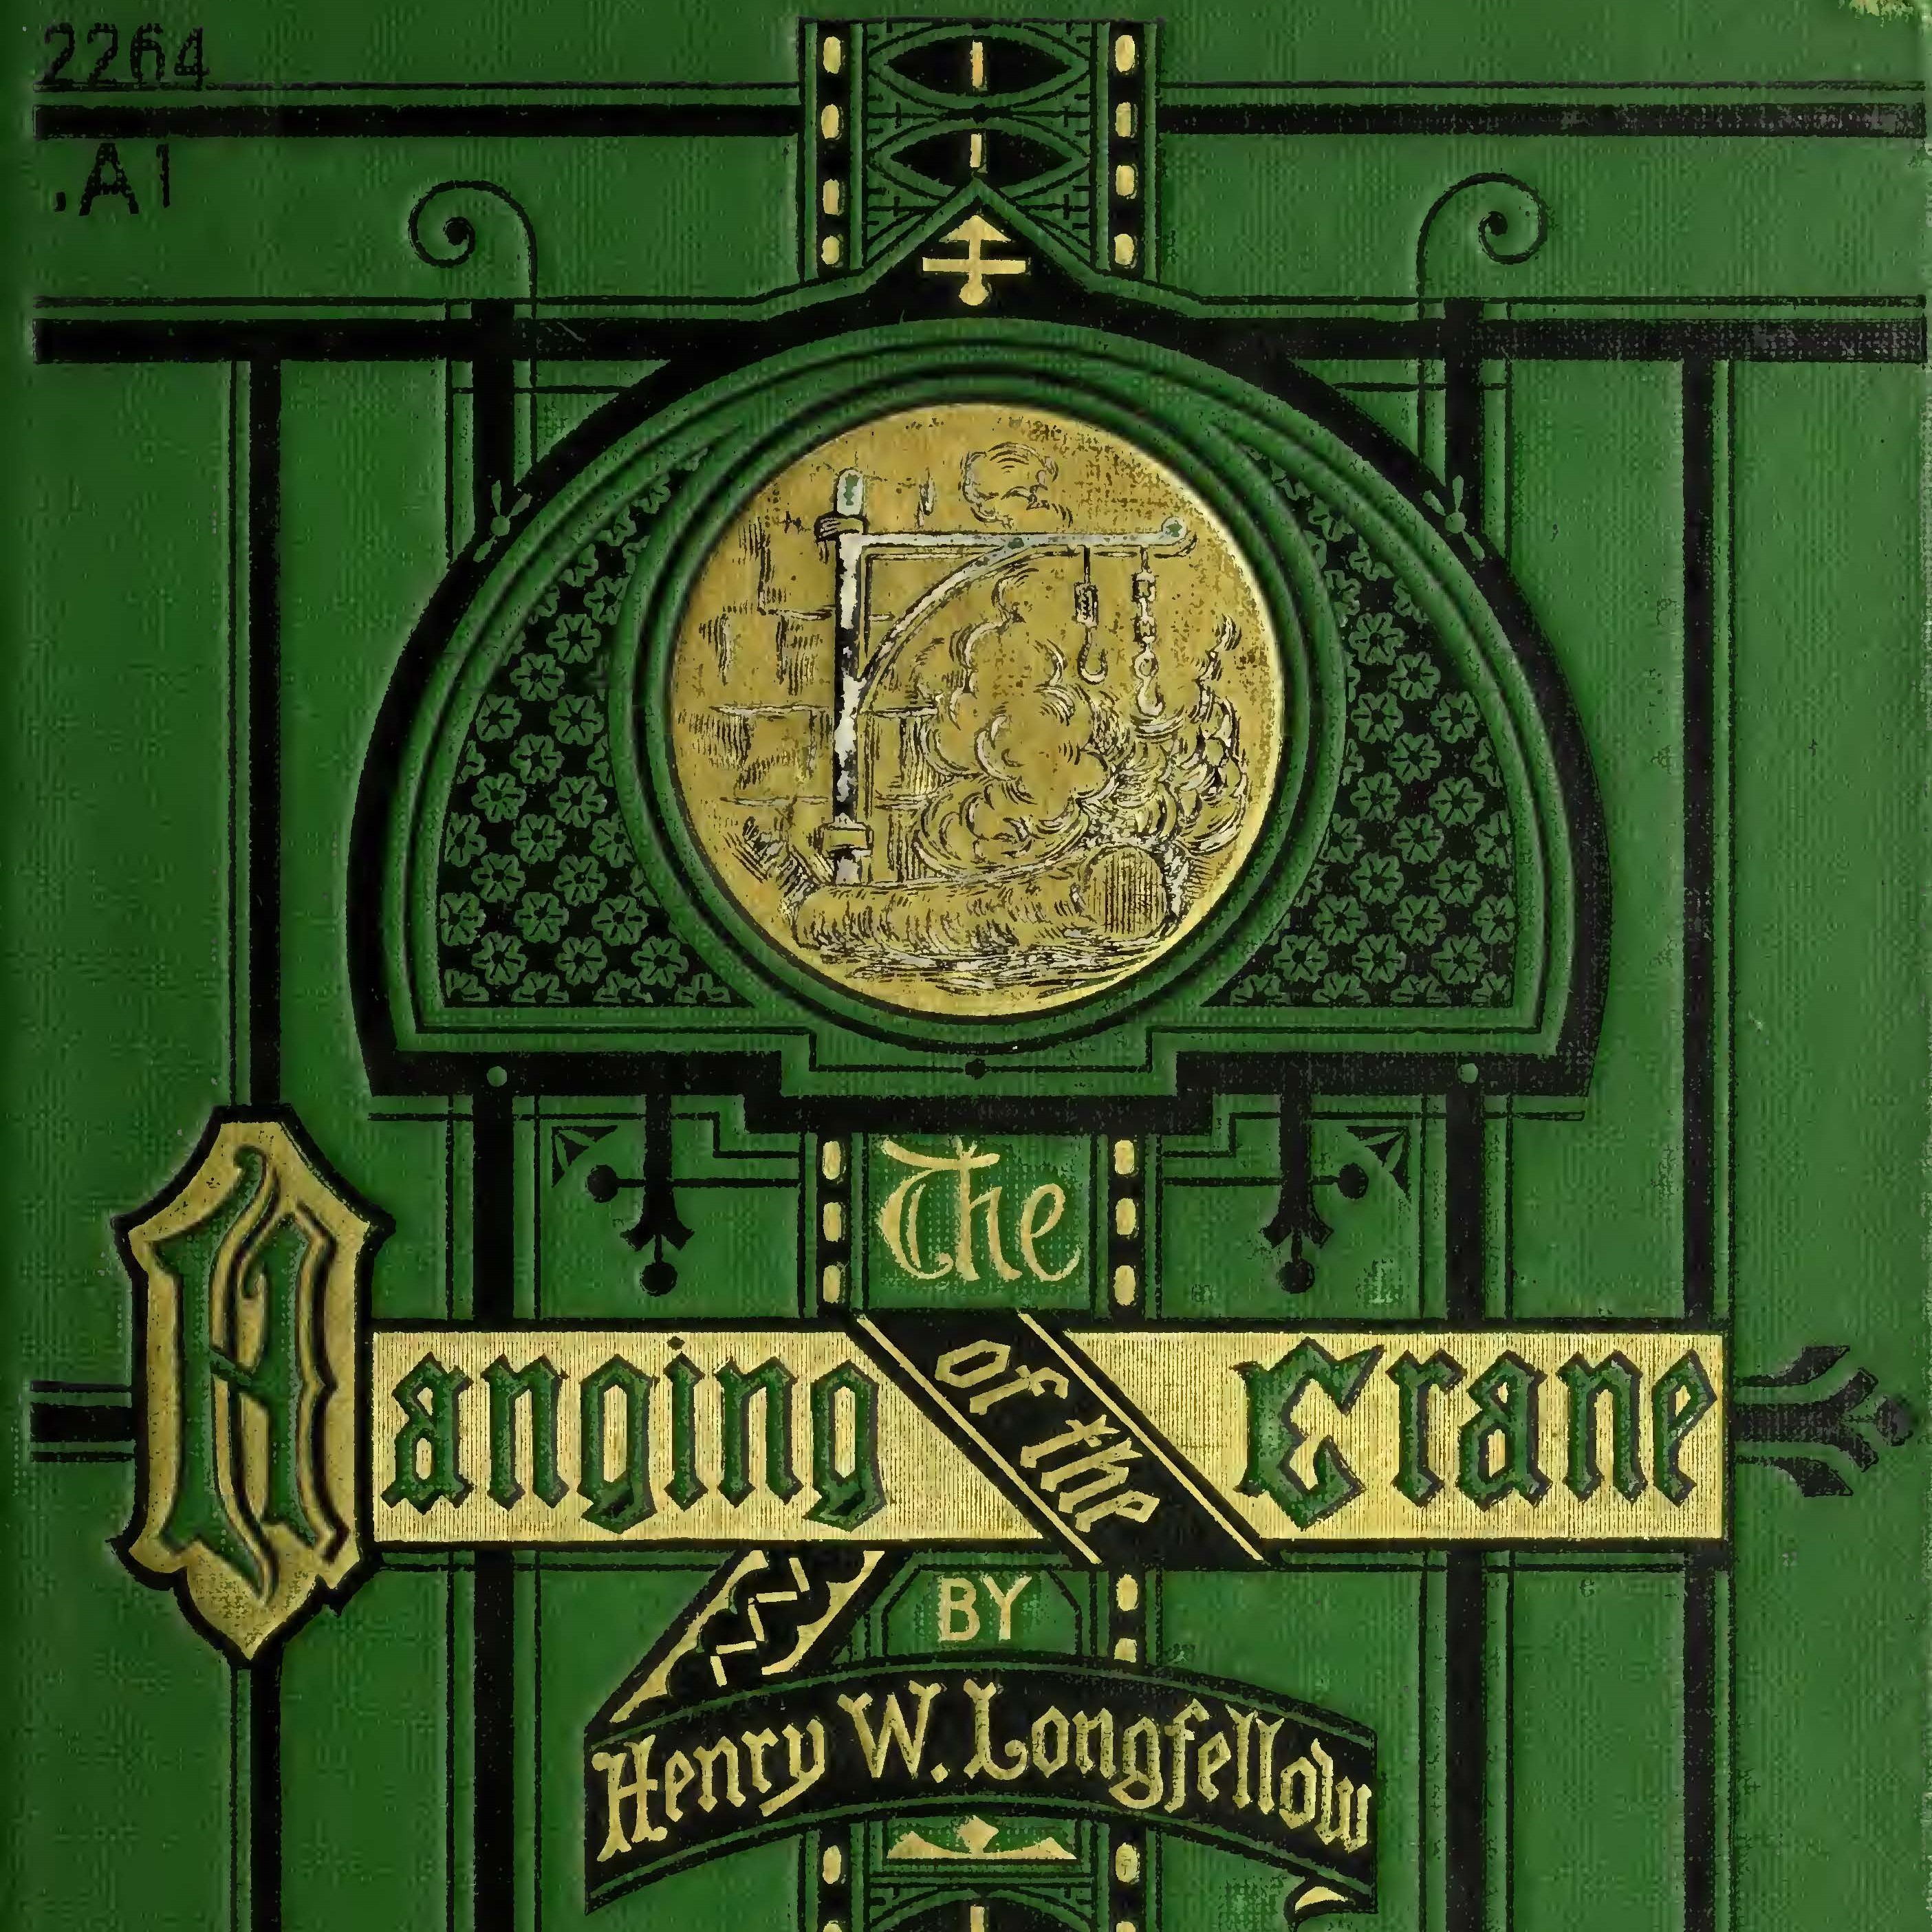 2264
.A1
The
Hanging of the Crane
BY
Henry W. Longfellow